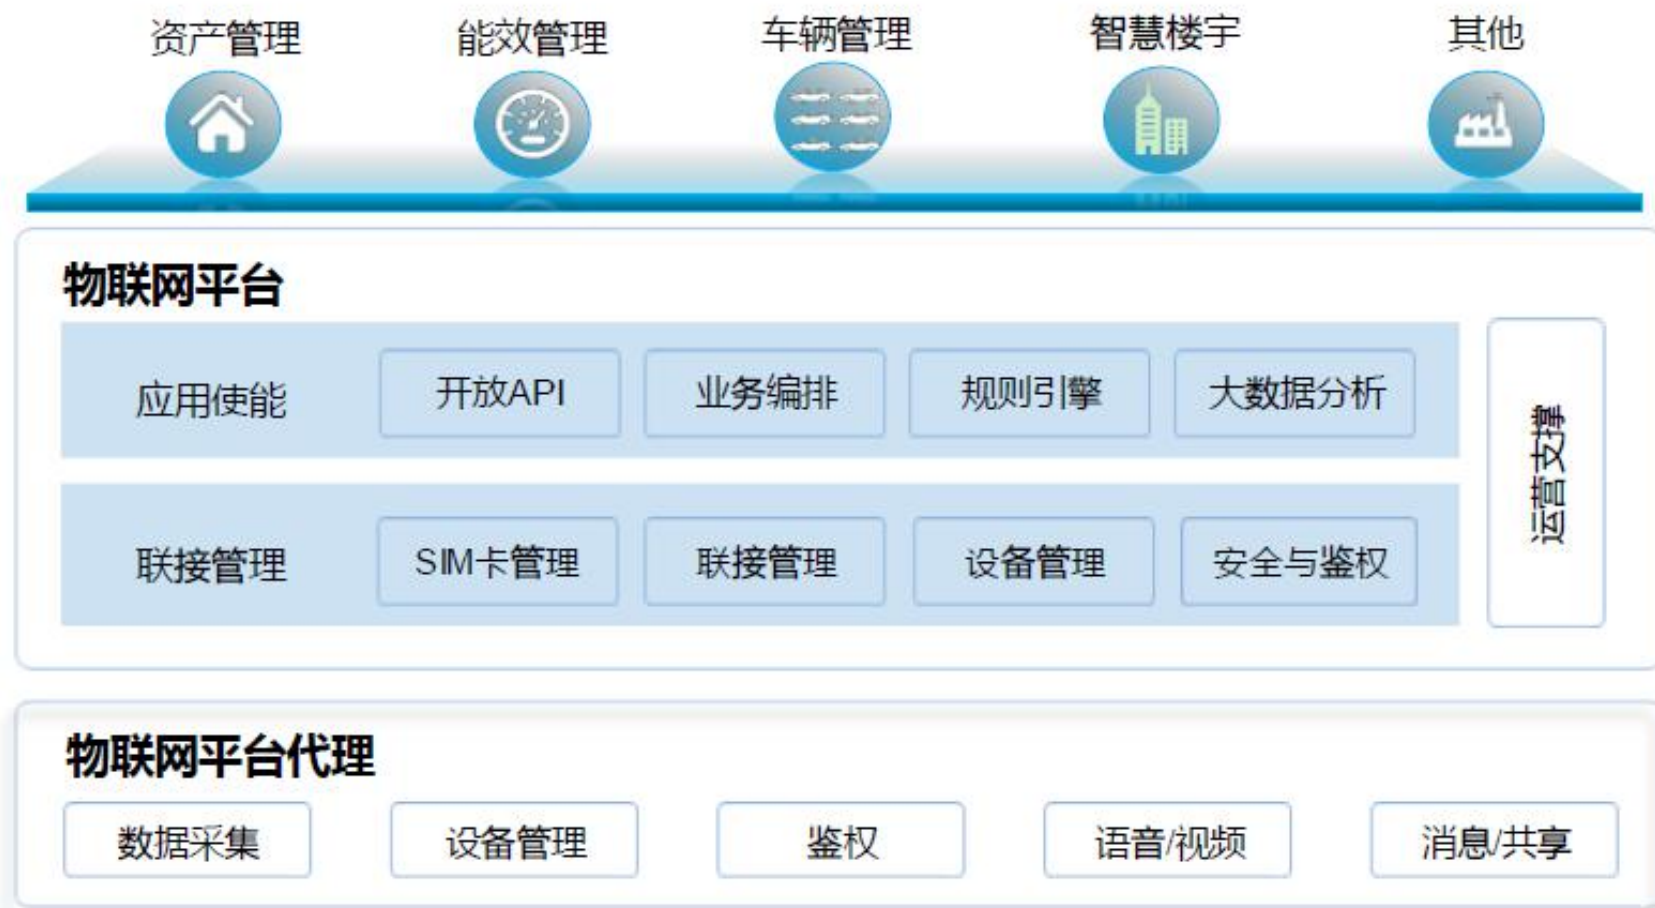 资产管理 能效管理 车辆管理 智慧楼宇 其他
物联网平台
应用使能 开放API 业务编排 规则引擎 大数据分析
运营支撑
联接管理 SIM卡管理 联接管理 设备管理 安全与鉴权
物联网平台代理
数据采集 设备管理 鉴权 语音/视频 消息/共享